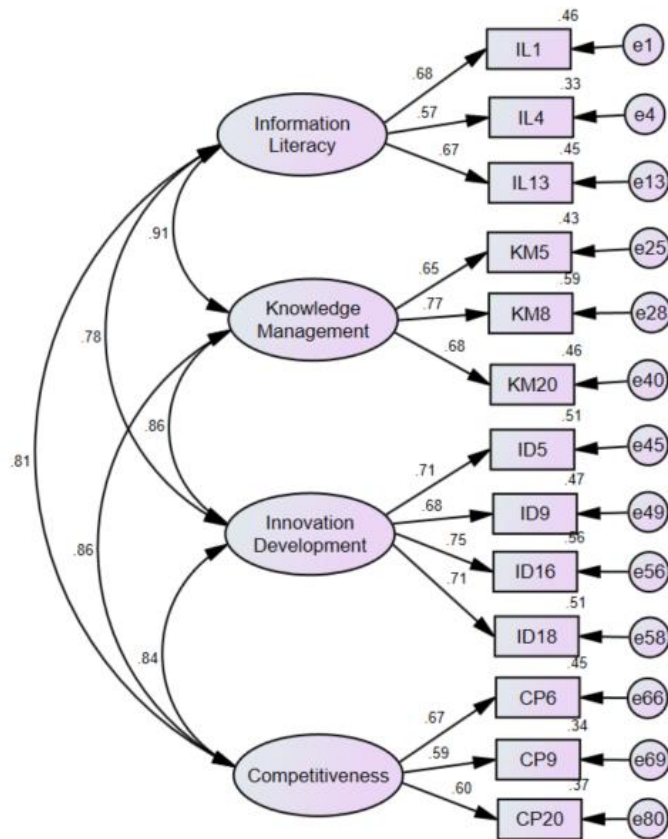 .46
IL1
e1
.68
.33
Information
Literacy
.57
IL4
e4
.67
.45
IL13
e13
.91
.43
KM5
e25
.65
.59
Knowledge
Management
.77
KM8
e28
.78
.68
.46
KM20
e40
.86
.51
ID5
e45
.81
.71
.47
.68
ID9
e49
Innovation
Development
.75
.56
ID16
e56
.86
.71
.51
ID18
e58
.84
.45
CP6
e66
.67
.34
Competitiveness
.59
CP9
e69
.60
.37
CP20
e80